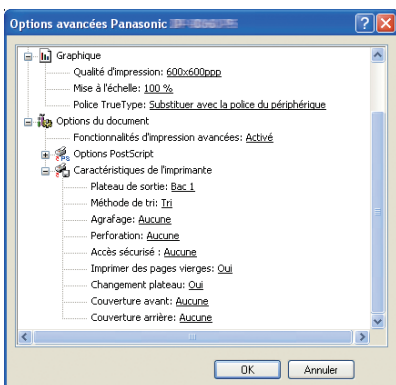 Options avancées Panasonic
Graphique
Qualité d'impression: 600x600ppp
Mise à l'échelle: 100 %
Police TrueType: Substituer avec la police du périphérique
Options du document
Fonctionnalités d'impression avancées: Activé
Options PostScript
Caractéristiques de l'imprimante
Plateau de sortie: Bac 1
Méthode de tri: Tri
Agrafage: Aucune
Perforation: Aucune
Accès sécurisé : Aucune
Imprimer des pages vierges: Oui
Changement plateau: Oui
Couverture avant: Aucune
Couverture arrière: Aucune
OK Annuler